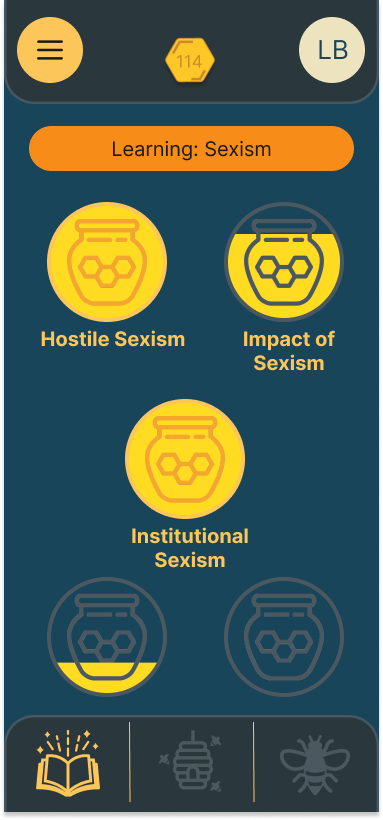 114
LB
Learning: Sexism
Hostile Sexism
Impact of
Sexism
Institutional
Sexism